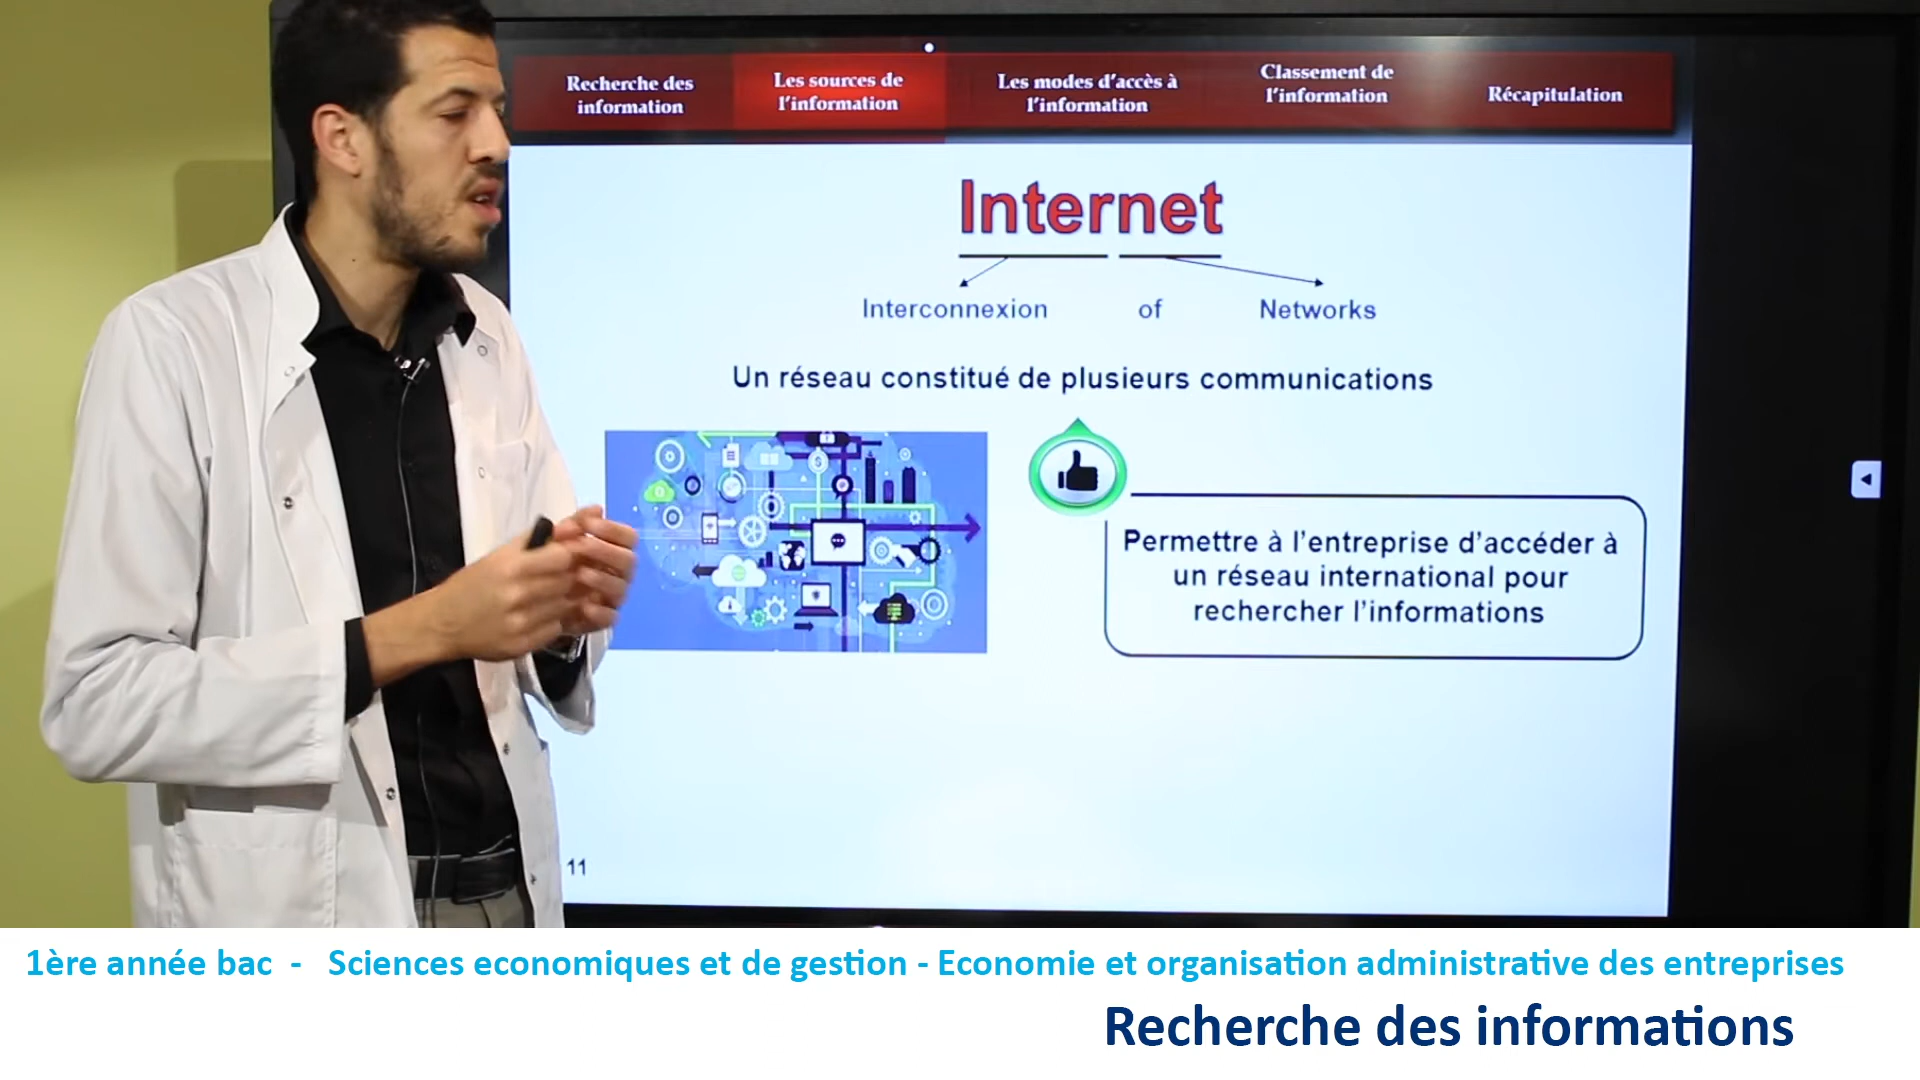 Recherche des
information
Les sources de
l'information
Les modes d'accès à
l'information
Classement de
l'information
Récapitulation
Internet
Interconnexion of Networks
Un réseau constitué de plusieurs communications
Permettre à l'entreprise d'accéder à
un réseau international pour
rechercher l'informations
11
1ère année bac - Sciences economiques et de gestion - Economie et organisation administrative des entreprises
Recherche des informations